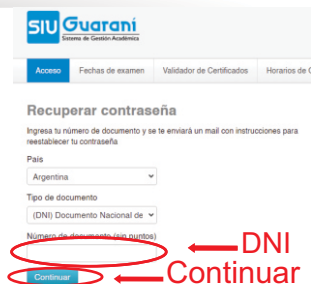 SIU Guaraní
Sistema de Gestión Académica
Acceso Fechas de examen Validador de Certificados Horarios de C
Recuperar contraseña
Ingresa tu número de documento y se te enviará un mail con instrucciones para
reestablecer tu contraseña
País
Argentina
Tipo de documento
(DNI) Documento Nacional de
Número de documento (sin puntos)
DNI
Continuar Continuar